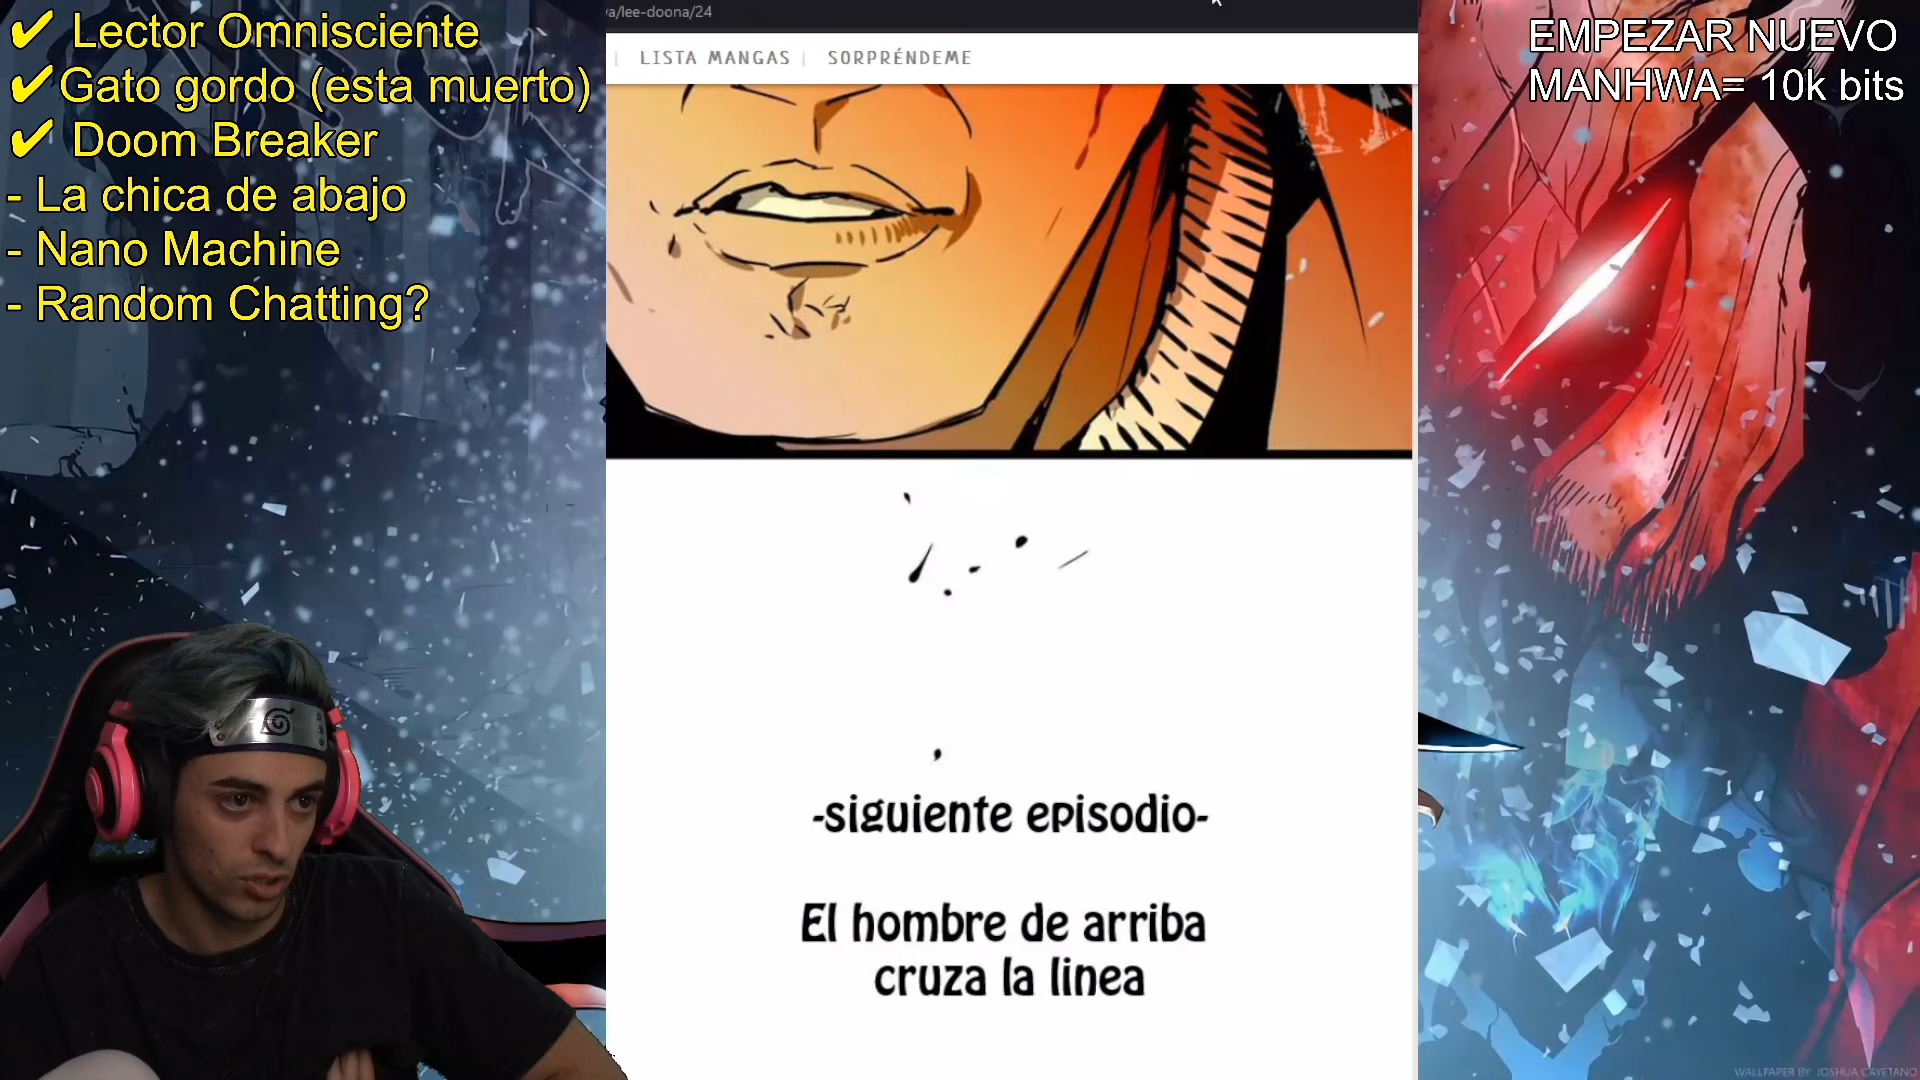 ✔ Lector Omnisciente
✔Gato gordo (esta muerto)
✔ Doom Breaker
- La chica de abajo
- Nano Machine
- Random Chatting?
a/lee-doona/24
| LISTA MANGAS | SORPRÉNDEME
-siguiente episodio-
El hombre de arriba
cruza la linea
EMPEZAR NUEVO
MANHWA= 10k bits
WALLPAPER BY: JOSHUA CAYETANO